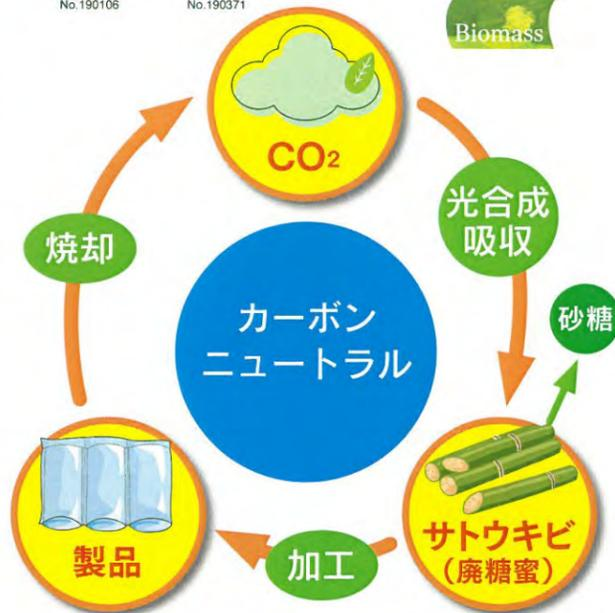 No.190106
No.190371
Biomass
CO₂
光合成
吸収
砂糖
焼却
カーボン
ニュートラル
サトウキビ
（廃糖蜜）
加工
製品